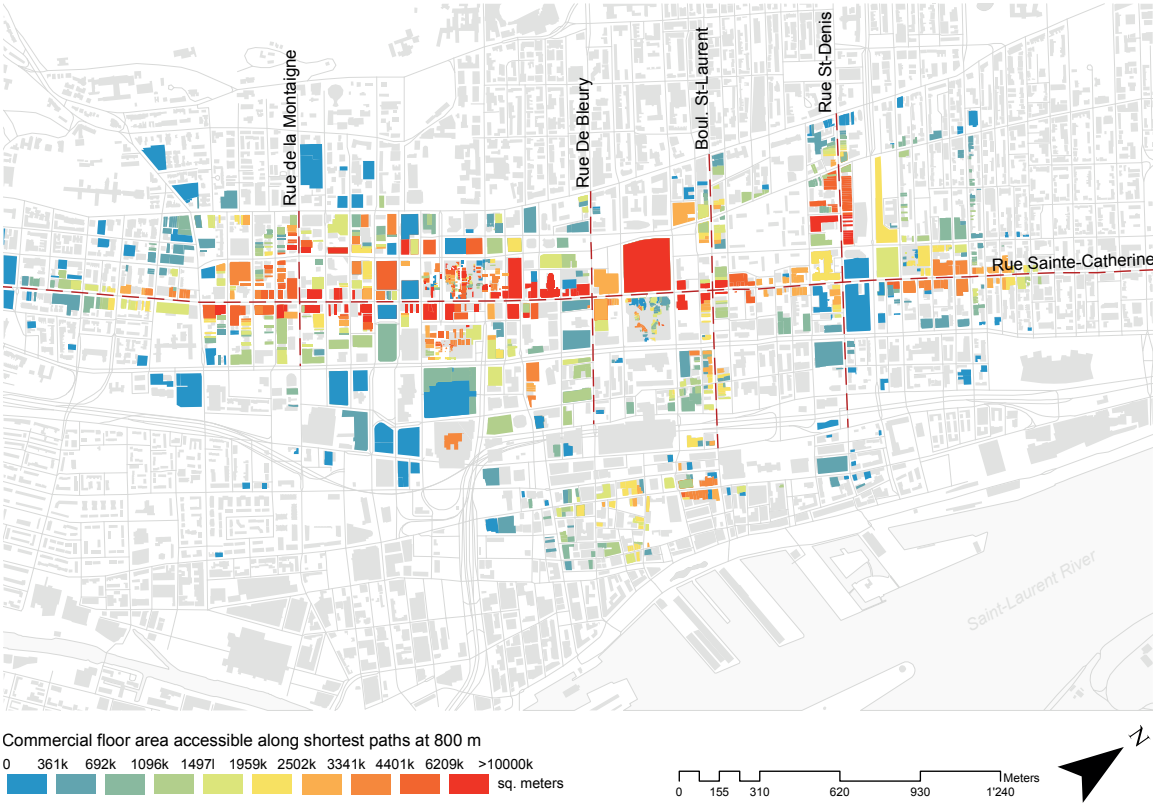 Rue de la Montaigne
Rue De Bleury
Boul. St-Laurent
Rue St-Denis
Rue Sainte-Catherine
Saint-Laurent River
Commercial floor area accessible along shortest paths at 800 m
0 361k 692k 1096k 1497l 1959k 2502k 3341k 4401k 6209k >10000k
sq. meters
Meters
0 155 310 620 930 1'240
N